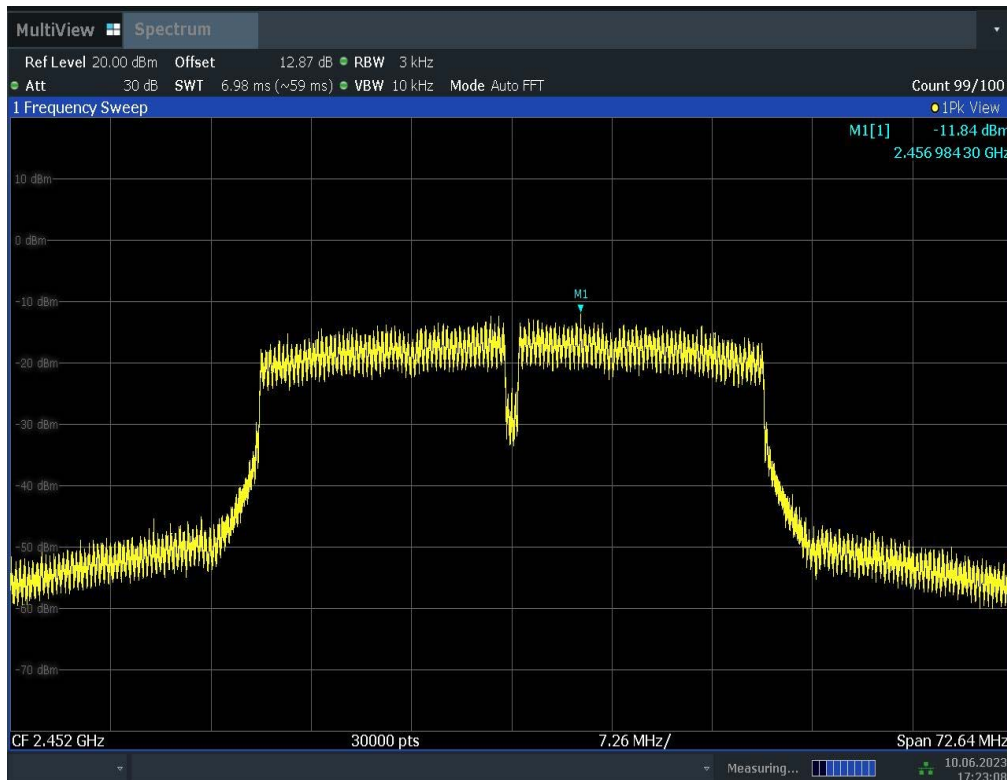 MultiView Spectrum
Ref Level 20.00 dBm Offset 12.87 dB RBW 3 kHz
Att 30 dB SWT 6.98 ms (~59 ms) VBW 10 kHz Mode Auto FFT Count 99/100
1 Frequency Sweep 1Pk View
M1[1] -11.84 dBm
2.456 984 30 GHz
10 dBm
0 dBm
-10 dBm
M1
-20 dBm
-30 dBm
-40 dBm
-50 dBm
-60 dBm
-70 dBm
CF 2.452 GHz 30000 pts 7.26 MHz/ Span 72.64 MHz
Measuring... 10.06.2023
17:23:00